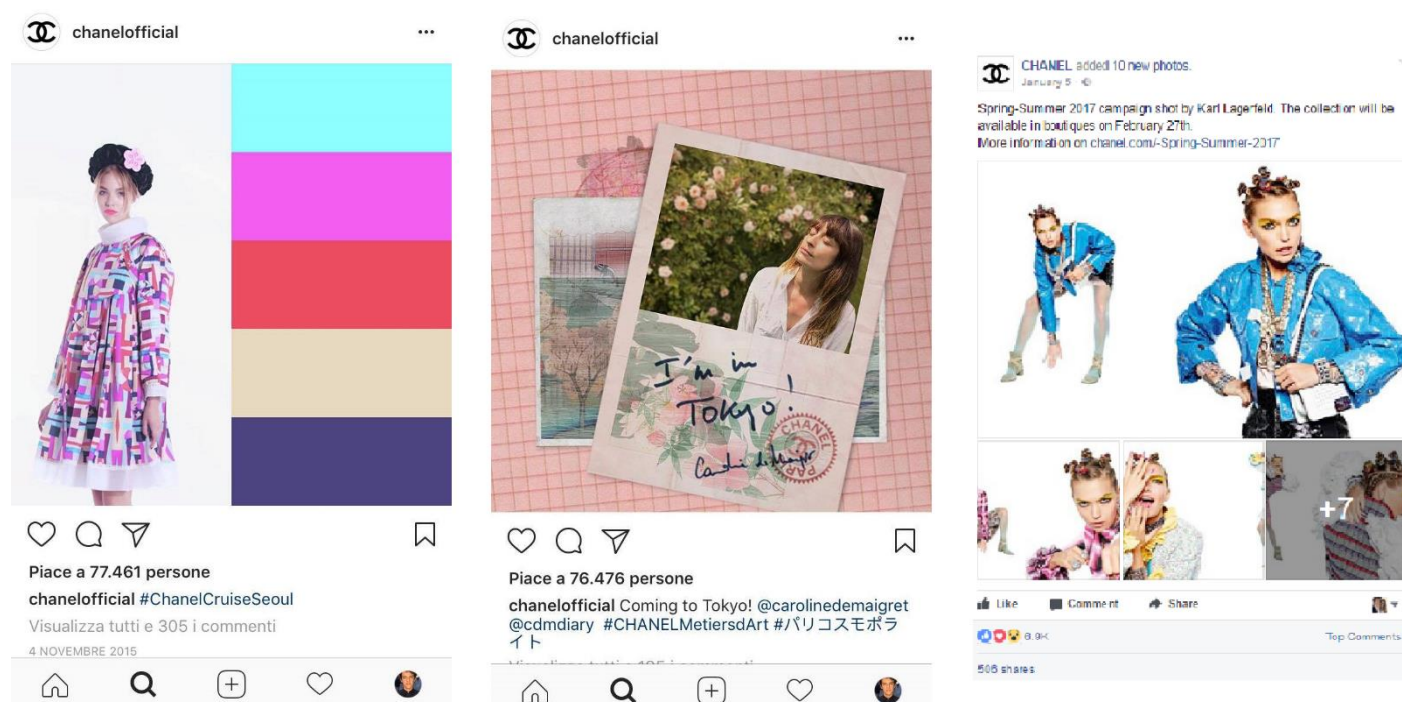 chanelofficial
Piace a 77.461 persone
chanelofficial #ChanelCruiseSeoul
Visualizza tutti e 305 i commenti
4 NOVEMBRE 2015
chanelofficial
I'm in
Tokyo!
CHANEL
PARIS
Piace a 76.476 persone
chanelofficial Coming to Tokyo! @carolinedemaigret
@cdmdiary #CHANELMetiersdArt #パリコスモポラ
イト
CHANEL added 10 new photos.
January 5
Spring-Summer 2017 campaign shot by Karl Lagerfeld. The collection will be
available in boutiques on February 27th.
More information on chanel.com/-Spring-Summer-2017
+7
Like Comment Share
6.9K Top Comments
506 shares